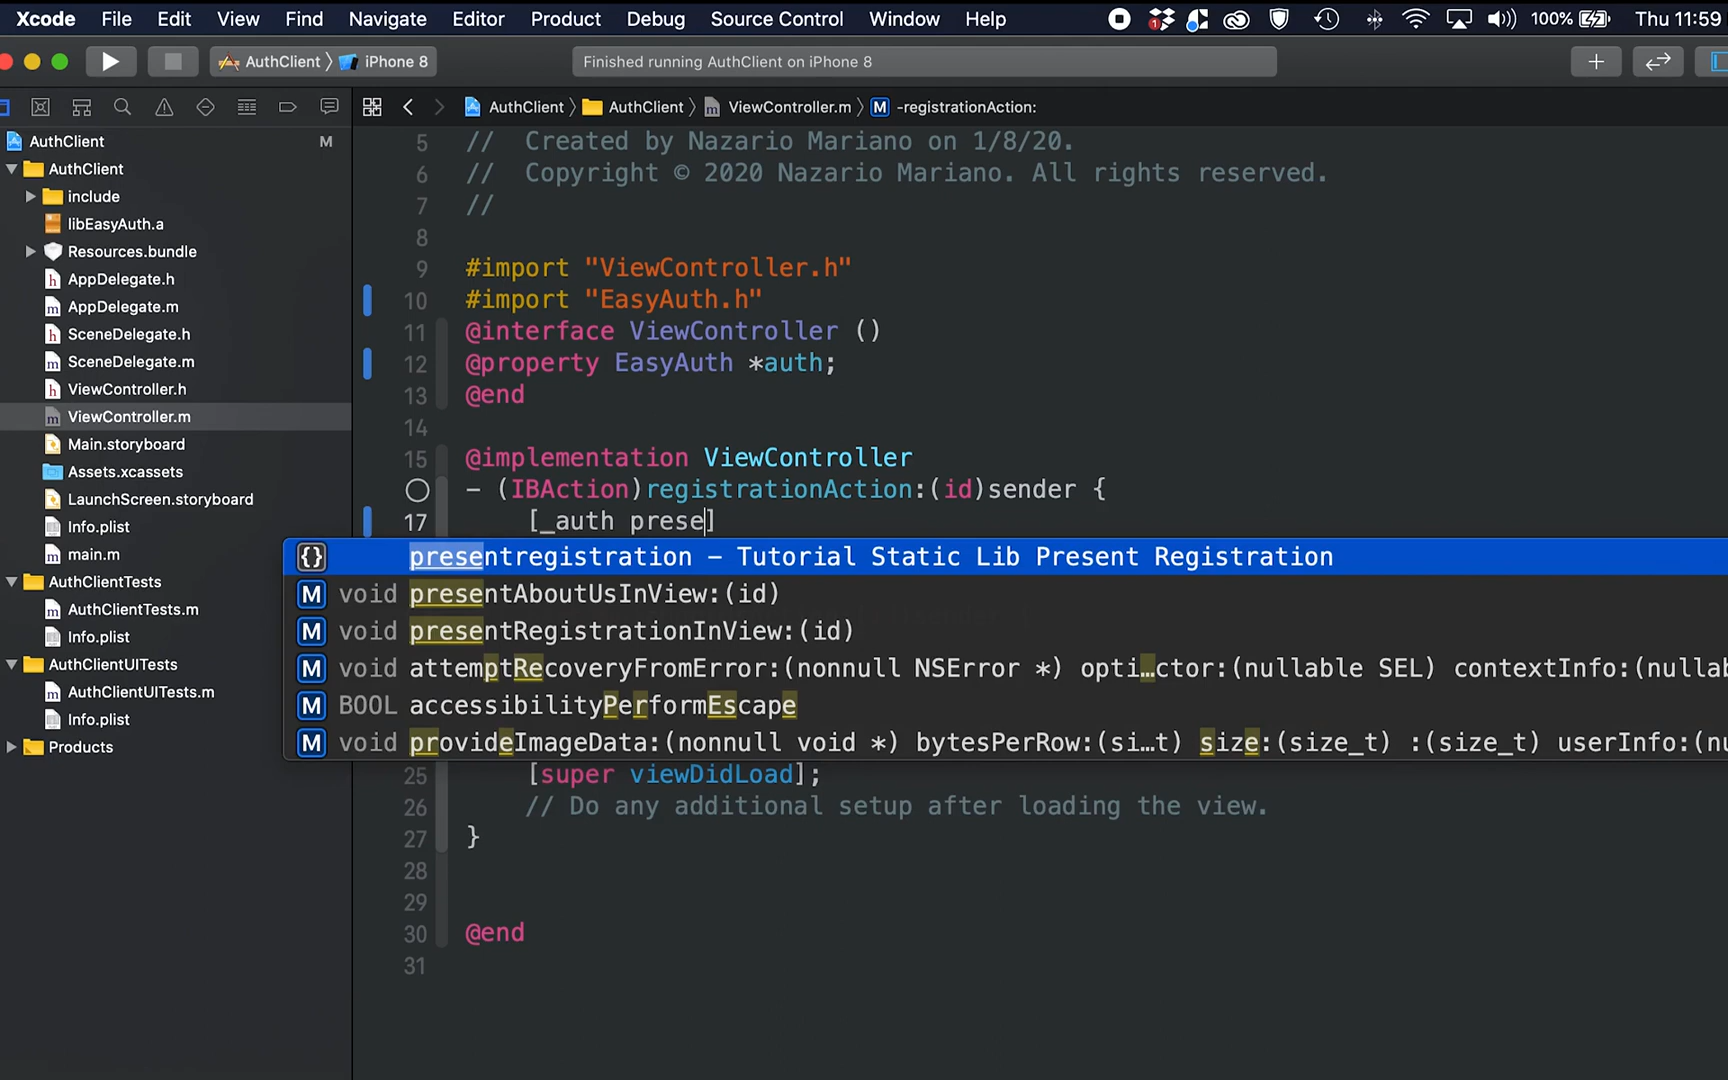 Xcode File Edit View Find Navigate Editor Product Debug Source Control Window Help 1 100% Thu 11:59
AuthClient iPhone 8 Finished running AuthClient on iPhone 8
AuthClient AuthClient ViewController.m M -registrationAction:
AuthClient M
AuthClient
include
libEasyAuth.a
Resources.bundle
h AppDelegate.h
m AppDelegate.m
h SceneDelegate.h
m SceneDelegate.m
h ViewController.h
m ViewController.m
Main.storyboard
Assets.xcassets
LaunchScreen.storyboard
Info.plist
m main.m
AuthClientTests
m AuthClientTests.m
Info.plist
AuthClientUITests
m AuthClientUITests.m
Info.plist
Products
5 // Created by Nazario Mariano on 1/8/20.
6 // Copyright © 2020 Nazario Mariano. All rights reserved.
7 //
8
9 #import "ViewController.h"
10 #import "EasyAuth.h"
11 @interface ViewController ()
12 @property EasyAuth *auth;
13 @end
14
15 @implementation ViewController
- (IBAction)registrationAction:(id)sender {
17 [_auth prese]
{} presentregistration – Tutorial Static Lib Present Registration
M void presentAboutUsInView:(id)
M void presentRegistrationInView:(id)
M void attemptRecoveryFromError:(nonnull NSError *) opti…ctor:(nullable SEL) contextInfo:(nullab
M BOOL accessibilityPerformEscape
M void provideImageData:(nonnull void *) bytesPerRow:(si…t) size:(size_t) :(size_t) userInfo:(nu
25 [super viewDidLoad];
26 // Do any additional setup after loading the view.
27 }
28
29
30 @end
31